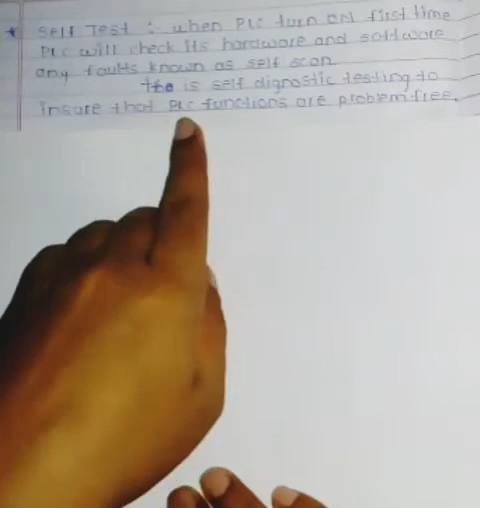 * Self Test : when PLC turn on first time
PLC will check its hardware and software
any faults known as self scan
the is self dignostic testing to
insure that PLC functions are problem free.